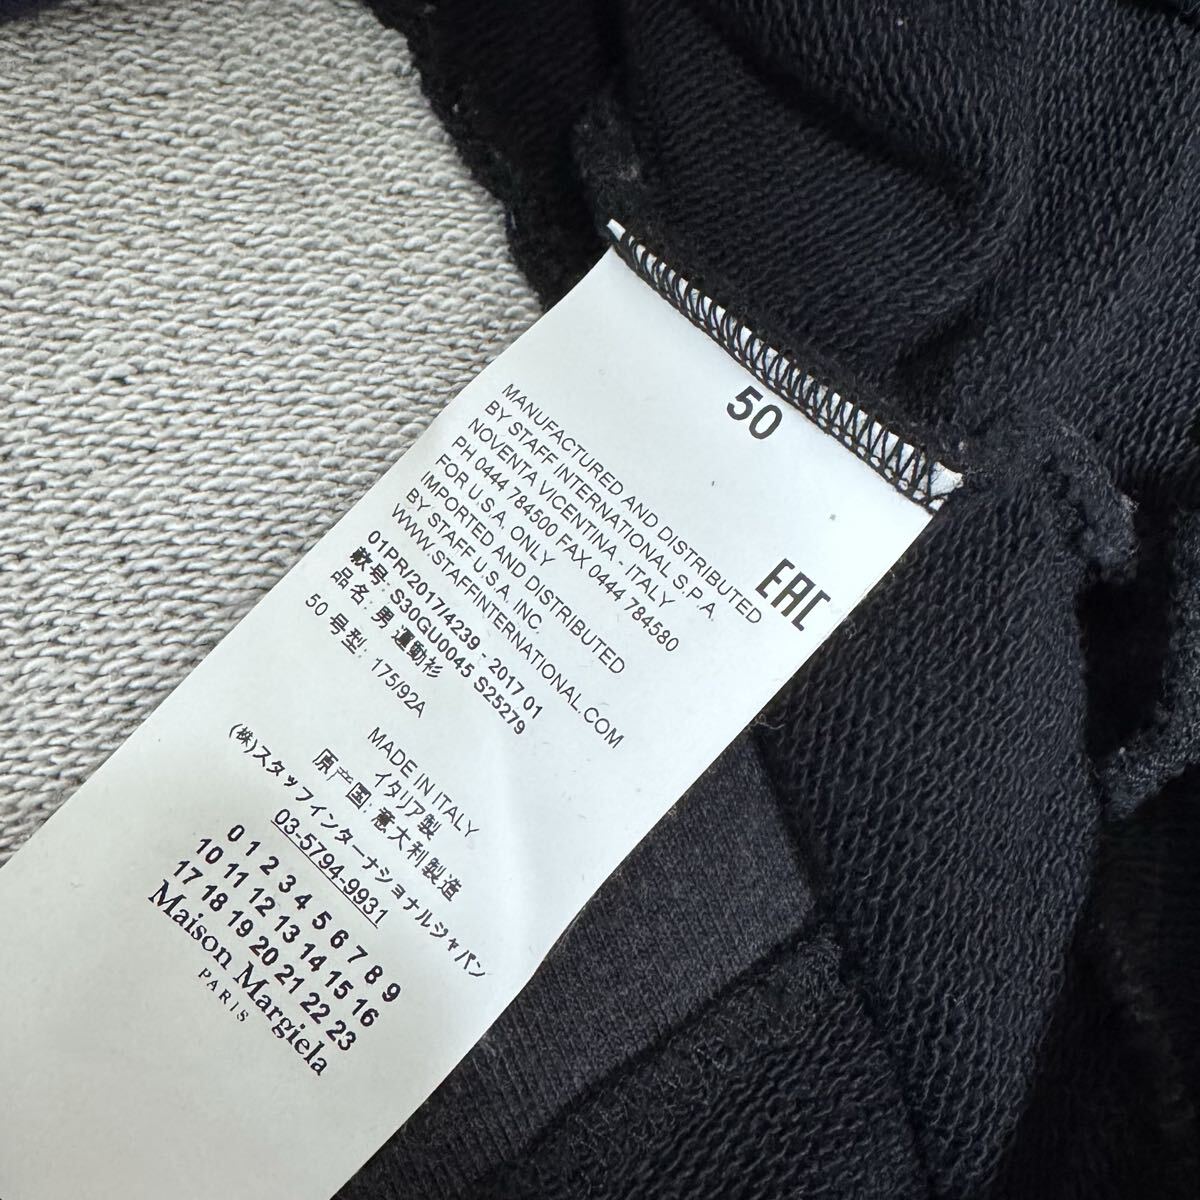 50
MANUFACTURED AND DISTRIBUTED
BY STAFF INTERNATIONAL S.P.A.
NOVENTA VICENTINA - ITALY
PH 0444 784500 FAX 0444 784580
FOR U.S.A. ONLY
IMPORTED AND DISTRIBUTED
BY STAFF U.S.A. INC.
WWW.STAFFINTERNATIONAL.COM
EAC
01PR/2017/4239 - 2017 01
款号: S30GU0045 S25279
品名: 男 運動衫
50 号型: 175/92A
MADE IN ITALY
イタリア製
原产国: 意大利製造
(株)スタッフインターナショナルジャパン
03-5794-9931
0 1 2 3 4 5 6 7 8 9
10 11 12 13 14 15 16
17 18 19 20 21 22 23
Maison Margiela
PARIS